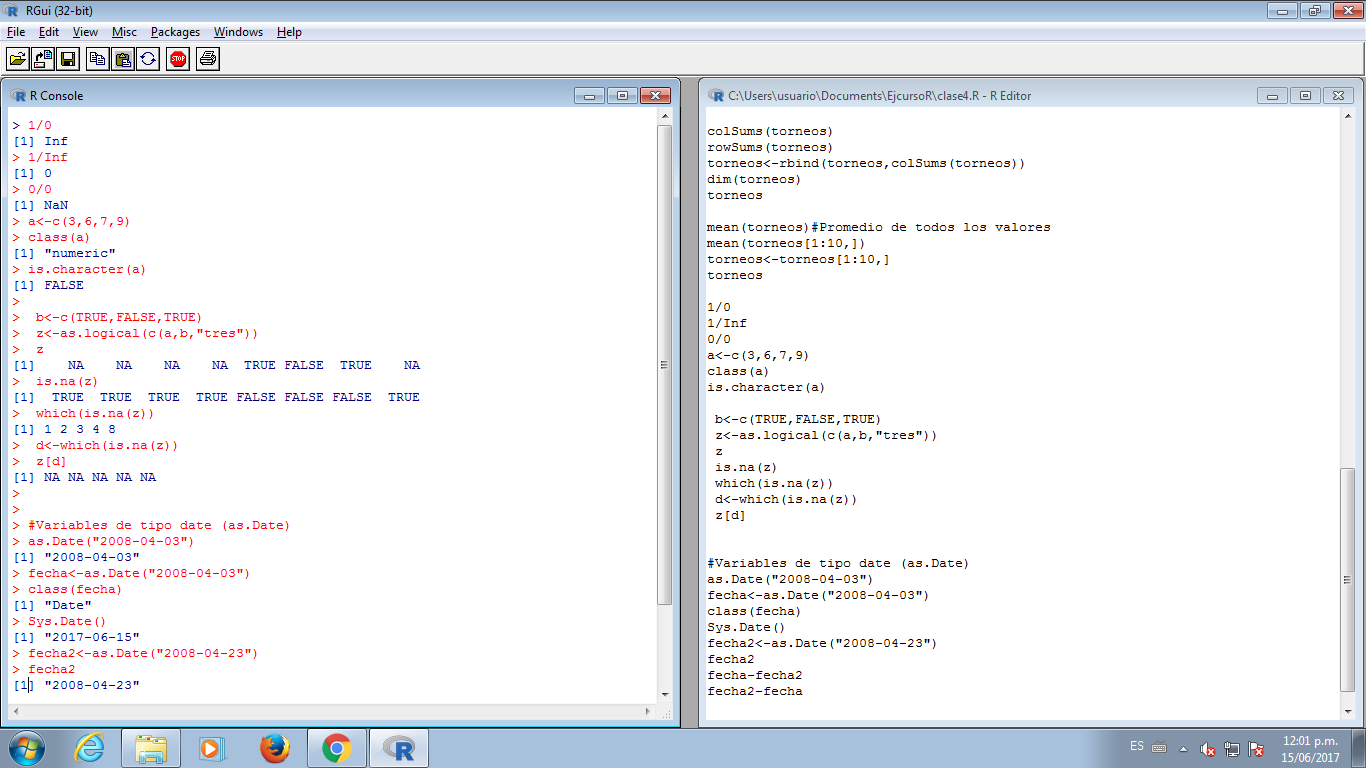 RGui (32-bit)
File Edit View Misc Packages Windows Help
STOP
R Console
> 1/0
[1] Inf
> 1/Inf
[1] 0
> 0/0
[1] NaN
> a<-c(3,6,7,9)
> class(a)
[1] "numeric"
> is.character(a)
[1] FALSE
>
>  b<-c(TRUE,FALSE,TRUE)
>  z<-as.logical(c(a,b,"tres"))
>  z
[1]    NA    NA    NA    NA  TRUE FALSE  TRUE    NA
>  is.na(z)
[1]  TRUE  TRUE  TRUE  TRUE FALSE FALSE FALSE  TRUE
>  which(is.na(z))
[1] 1 2 3 4 8
>  d<-which(is.na(z))
>  z[d]
[1] NA NA NA NA NA
>
>
> #Variables de tipo date (as.Date)
> as.Date("2008-04-03")
[1] "2008-04-03"
> fecha<-as.Date("2008-04-03")
> class(fecha)
[1] "Date"
> Sys.Date()
[1] "2017-06-15"
> fecha2<-as.Date("2008-04-23")
> fecha2
[1] "2008-04-23"
C:\Users\usuario\Documents\EjcursoR\clase4.R - R Editor
colSums(torneos)
rowSums(torneos)
torneos<-rbind(torneos,colSums(torneos))
dim(torneos)
torneos
mean(torneos)#Promedio de todos los valores
mean(torneos[1:10,])
torneos<-torneos[1:10,]
torneos
1/0
1/Inf
0/0
a<-c(3,6,7,9)
class(a)
is.character(a)
b<-c(TRUE,FALSE,TRUE)
z<-as.logical(c(a,b,"tres"))
z
is.na(z)
which(is.na(z))
d<-which(is.na(z))
z[d]
#Variables de tipo date (as.Date)
as.Date("2008-04-03")
fecha<-as.Date("2008-04-03")
class(fecha)
Sys.Date()
fecha2<-as.Date("2008-04-23")
fecha2
fecha-fecha2
fecha2-fecha
ES
12:01 p.m.
15/06/2017